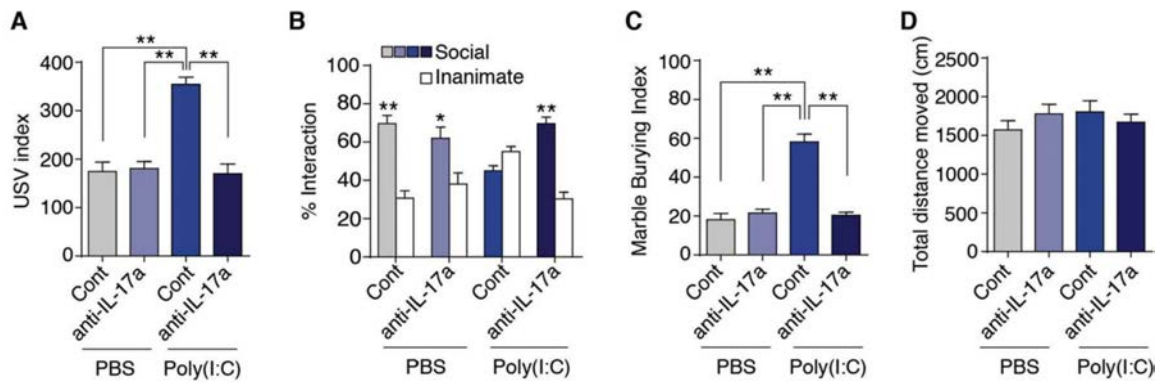 A
USV index
400
300
200
100
0
**
** **
Cont
anti-IL-17a
Cont
anti-IL-17a
PBS
Poly(I:C)
B
Social
Inanimate
% Interaction
100
80
60
40
20
0
**
*
**
Cont
anti-IL-17a
Cont
anti-IL-17a
PBS
Poly(I:C)
C
Marble Burying Index
100
80
60
40
20
0
**
** **
Cont
anti-IL-17a
Cont
anti-IL-17a
PBS
Poly(I:C)
D
Total distance moved (cm)
2500
2000
1500
1000
500
0
Cont
anti-IL-17a
Cont
anti-IL-17a
PBS
Poly(I:C)